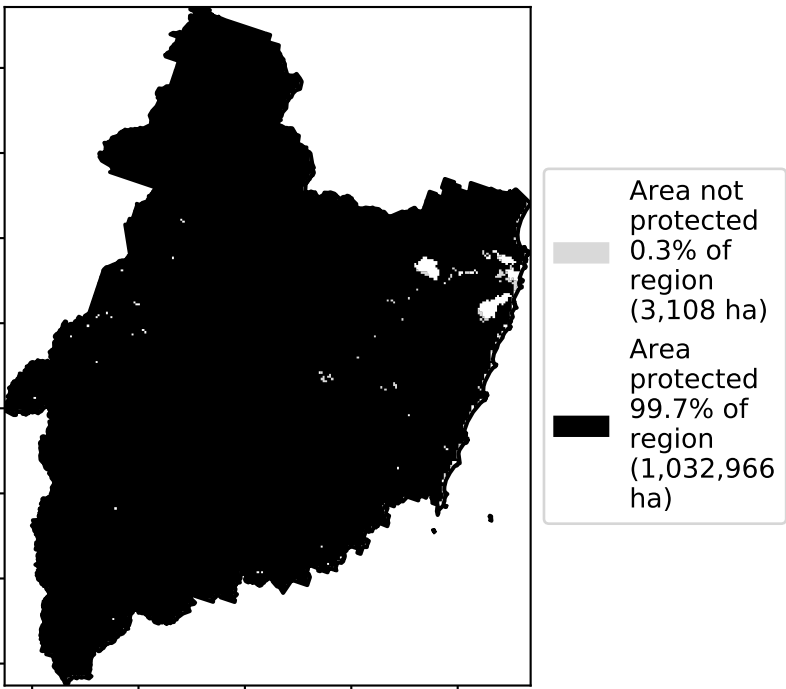 Area not
protected
0.3% of
region
(3,108 ha)
Area
protected
99.7% of
region
(1,032,966
ha)